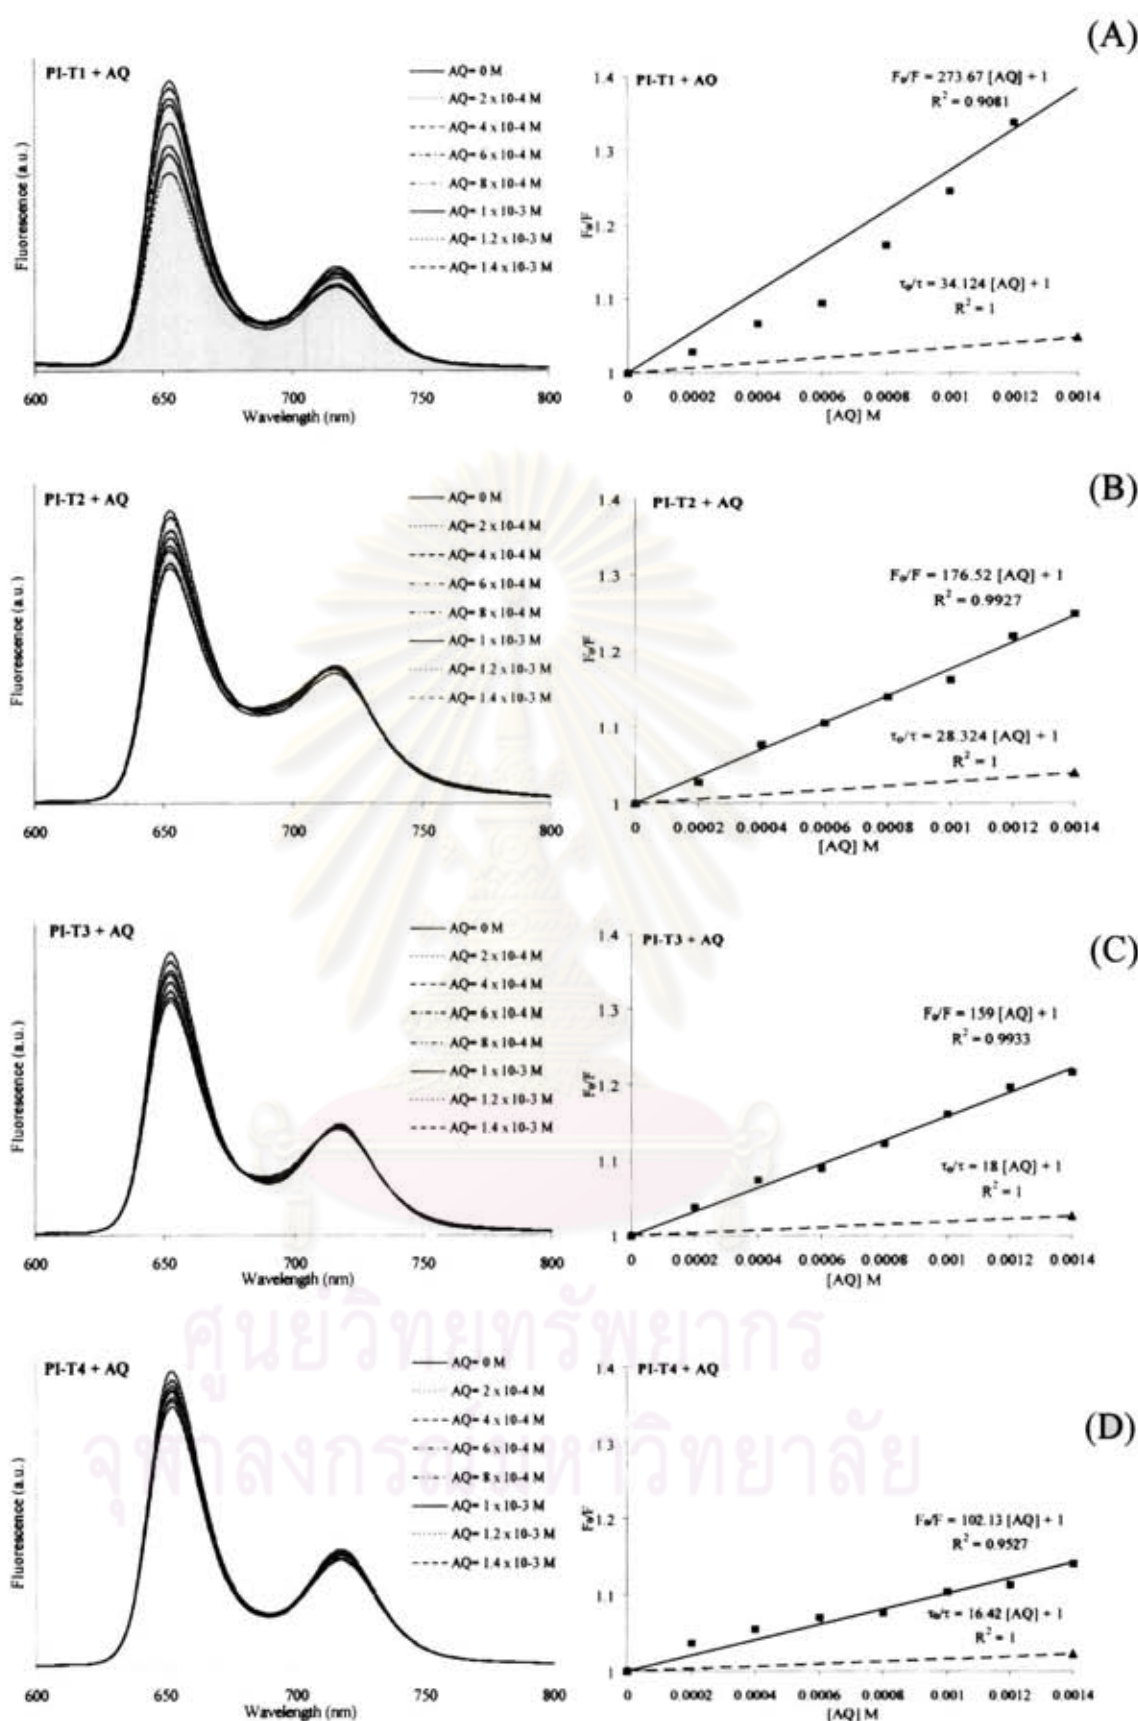 (A)
PI-T1 + AQ
AQ= 0 M
AQ= 2 x 10-4 M
AQ= 4 x 10-4 M
AQ= 6 x 10-4 M
AQ= 8 x 10-4 M
AQ= 1 x 10-3 M
AQ= 1.2 x 10-3 M
AQ= 1.4 x 10-3 M
Fluorescence (a.u.)
600 650 700 750 800
Wavelength (nm)
PI-T1 + AQ
F₀/F = 273.67 [AQ] + 1
R² = 0.9081
τ₀/τ = 34.124 [AQ] + 1
R² = 1
F₀/F
1.4
1.3
1.2
1.1
1
0 0.0002 0.0004 0.0006 0.0008 0.001 0.0012 0.0014
[AQ] M
(B)
PI-T2 + AQ
AQ= 0 M
AQ= 2 x 10-4 M
AQ= 4 x 10-4 M
AQ= 6 x 10-4 M
AQ= 8 x 10-4 M
AQ= 1 x 10-3 M
AQ= 1.2 x 10-3 M
AQ= 1.4 x 10-3 M
Fluorescence (a.u.)
600 650 700 750 800
Wavelength (nm)
PI-T2 + AQ
F₀/F = 176.52 [AQ] + 1
R² = 0.9927
τ₀/τ = 28.324 [AQ] + 1
R² = 1
F₀/F
1.4
1.3
1.2
1.1
1
0 0.0002 0.0004 0.0006 0.0008 0.001 0.0012 0.0014
[AQ] M
(C)
PI-T3 + AQ
AQ= 0 M
AQ= 2 x 10-4 M
AQ= 4 x 10-4 M
AQ= 6 x 10-4 M
AQ= 8 x 10-4 M
AQ= 1 x 10-3 M
AQ= 1.2 x 10-3 M
AQ= 1.4 x 10-3 M
Fluorescence (a.u.)
600 650 700 750 800
Wavelength (nm)
PI-T3 + AQ
F₀/F = 159 [AQ] + 1
R² = 0.9933
τ₀/τ = 18 [AQ] + 1
R² = 1
F₀/F
1.4
1.3
1.2
1.1
1
0 0.0002 0.0004 0.0006 0.0008 0.001 0.0012 0.0014
[AQ] M
ศูนย์วิทยทรัพยากร
จุฬาลงกรณ์มหาวิทยาลัย
(D)
PI-T4 + AQ
AQ= 0 M
AQ= 2 x 10-4 M
AQ= 4 x 10-4 M
AQ= 6 x 10-4 M
AQ= 8 x 10-4 M
AQ= 1 x 10-3 M
AQ= 1.2 x 10-3 M
AQ= 1.4 x 10-3 M
Fluorescence (a.u.)
600 650 700 750 800
Wavelength (nm)
PI-T4 + AQ
F₀/F = 102.13 [AQ] + 1
R² = 0.9527
τ₀/τ = 16.42 [AQ] + 1
R² = 1
F₀/F
1.4
1.3
1.2
1.1
1
0 0.0002 0.0004 0.0006 0.0008 0.001 0.0012 0.0014
[AQ] M